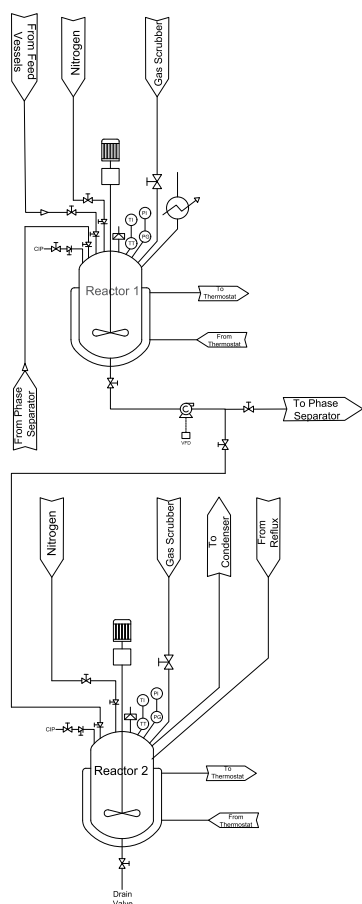 From Feed
Vessels
Nitrogen
Gas Scrubber
TI
PI
TT
PG
CIP
Reactor 1
To
Thermostat
From
Thermostat
From Phase
Separator
C
VFD
To Phase
Separator
Nitrogen
Gas Scrubber
To
Condenser
From
Reflux
TI
PI
TT
PG
CIP
Reactor 2
To
Thermostat
From
Thermostat
Drain
Valve